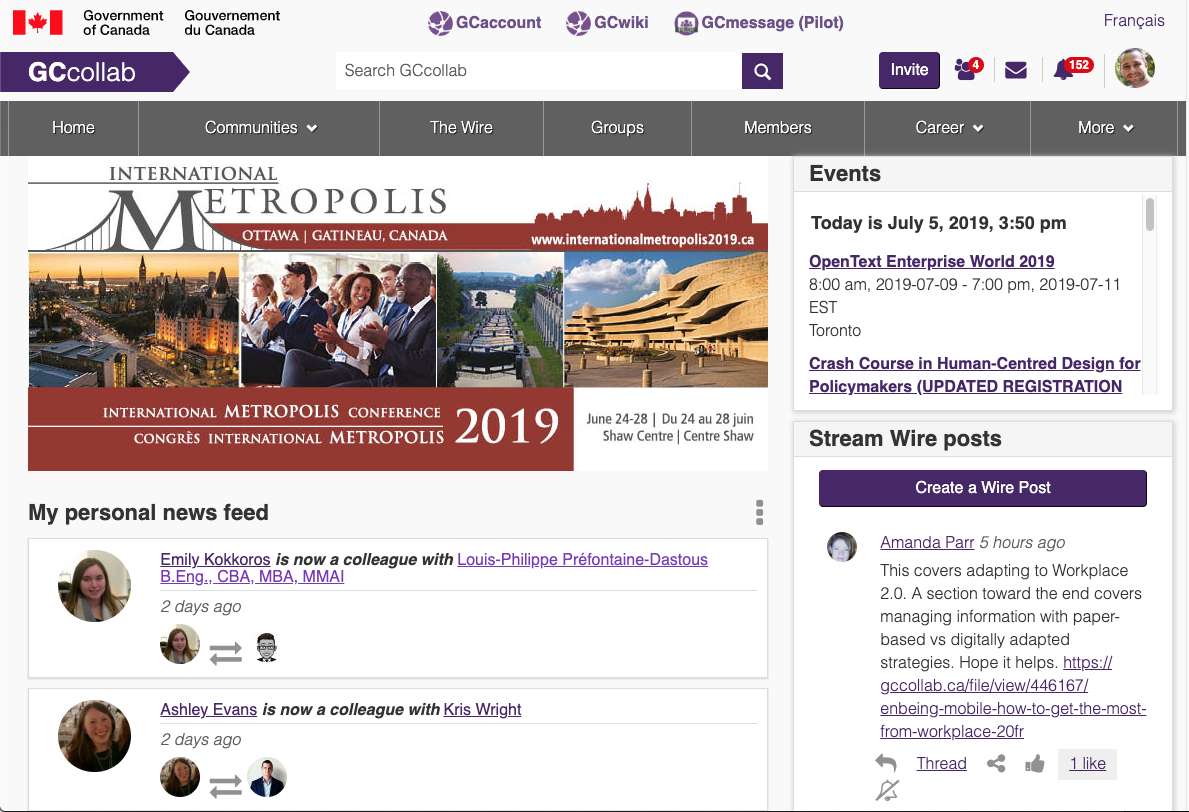 Government
of Canada
Gouvernement
du Canada
GCaccount
GCwiki
GCmessage (Pilot)
Français
GCcollab
Search GCcollab
Invite
4
152
Home
Communities
The Wire
Groups
Members
Career
More
INTERNATIONAL
METROPOLIS
OTTAWA | GATINEAU, CANADA
www.internationalmetropolis2019.ca
INTERNATIONAL METROPOLIS CONFERENCE
CONGRÈS INTERNATIONAL METROPOLIS
2019
June 24-28 | Du 24 au 28 juin
Shaw Centre | Centre Shaw
My personal news feed
Emily Kokkoros is now a colleague with Louis-Philippe Préfontaine-Dastous
B.Eng., CBA, MBA, MMAI
2 days ago
Ashley Evans is now a colleague with Kris Wright
2 days ago
Events
Today is July 5, 2019, 3:50 pm
OpenText Enterprise World 2019
8:00 am, 2019-07-09 - 7:00 pm, 2019-07-11
EST
Toronto
Crash Course in Human-Centred Design for
Policymakers (UPDATED REGISTRATION
Stream Wire posts
Create a Wire Post
Amanda Parr 5 hours ago
This covers adapting to Workplace
2.0. A section toward the end covers
managing information with paper-
based vs digitally adapted
strategies. Hope it helps. https://
gccollab.ca/file/view/446167/
enbeing-mobile-how-to-get-the-most-
from-workplace-20fr
Thread
1 like